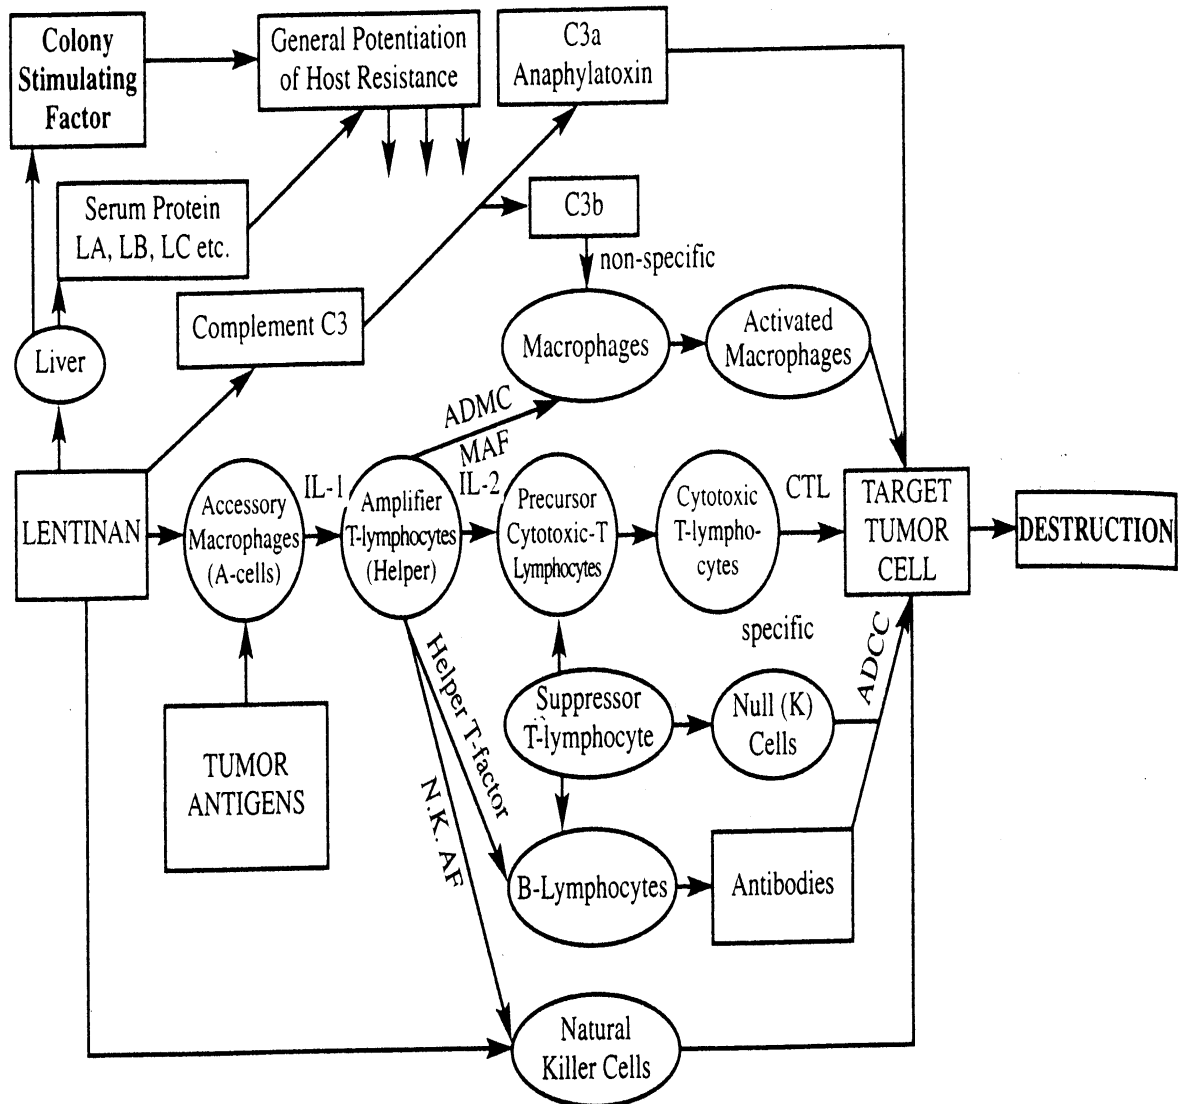 Colony
Stimulating
Factor
General Potentiation
of Host Resistance
C3a
Anaphylatoxin
Serum Protein
LA, LB, LC etc.
C3b
non-specific
Complement C3
Liver
Macrophages
Activated
Macrophages
ADMC
MAF
LENTINAN
Accessory
Macrophages
(A-cells)
IL-1
Amplifier
T-lymphocytes
(Helper)
IL-2
Precursor
Cytotoxic-T
Lymphocytes
Cytotoxic
T-lympho-
cytes
CTL
TARGET
TUMOR
CELL
DESTRUCTION
specific
TUMOR
ANTIGENS
Helper T-factor
N.K. AF
Suppressor
T-lymphocyte
Null (K)
Cells
ADCC
B-Lymphocytes
Antibodies
Natural
Killer Cells